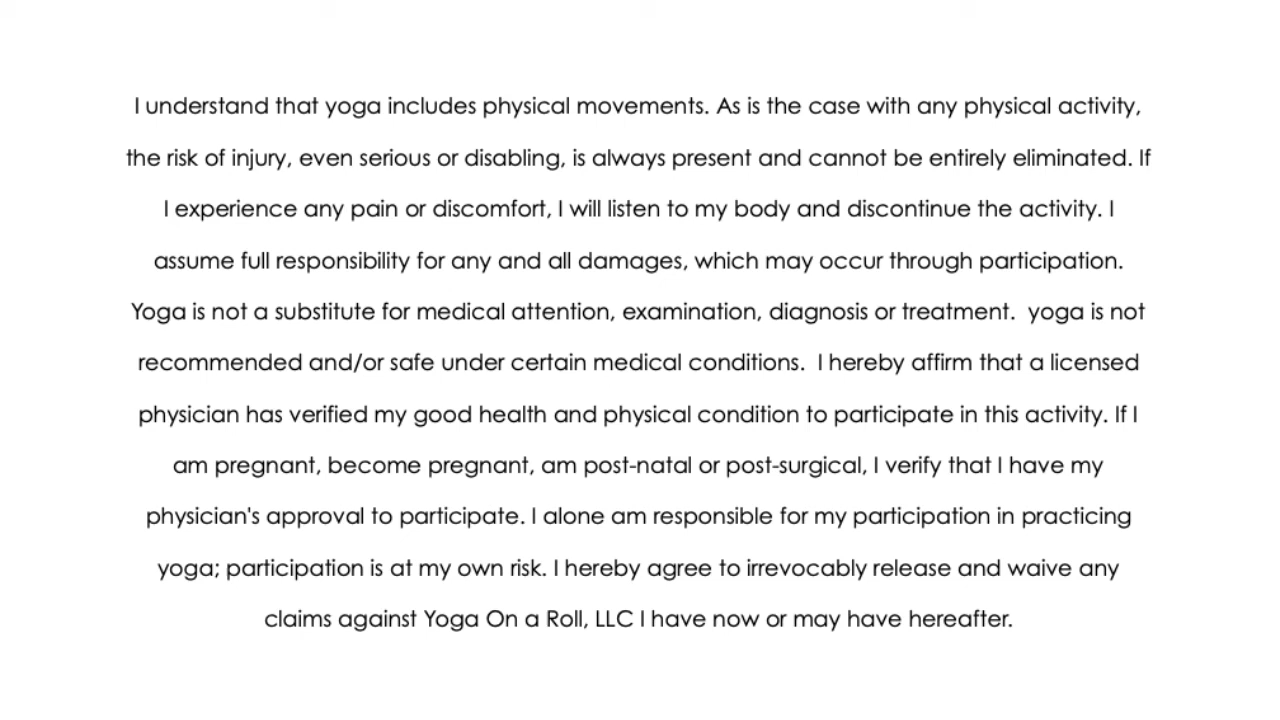 I understand that yoga includes physical movements. As is the case with any physical activity,
the risk of injury, even serious or disabling, is always present and cannot be entirely eliminated. If
I experience any pain or discomfort, I will listen to my body and discontinue the activity. I
assume full responsibility for any and all damages, which may occur through participation.
Yoga is not a substitute for medical attention, examination, diagnosis or treatment.  yoga is not
recommended and/or safe under certain medical conditions.  I hereby affirm that a licensed
physician has verified my good health and physical condition to participate in this activity. If I
am pregnant, become pregnant, am post-natal or post-surgical, I verify that I have my
physician's approval to participate. I alone am responsible for my participation in practicing
yoga; participation is at my own risk. I hereby agree to irrevocably release and waive any
claims against Yoga On a Roll, LLC I have now or may have hereafter.